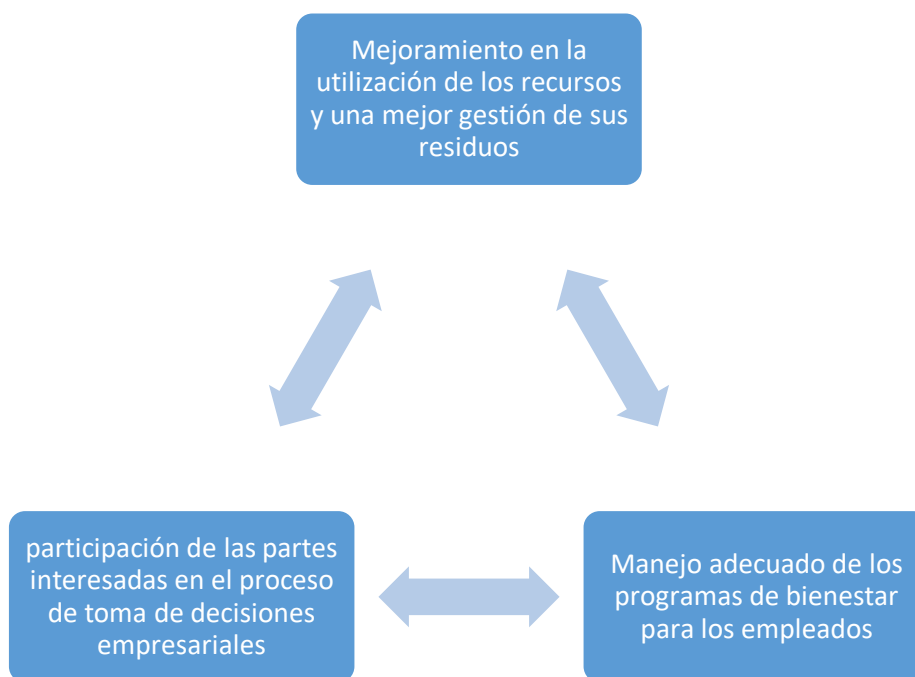 Mejoramiento en la
utilización de los recursos
y una mejor gestión de sus
residuos
participación de las partes
interesadas en el proceso
de toma de decisiones
empresariales
Manejo adecuado de los
programas de bienestar
para los empleados